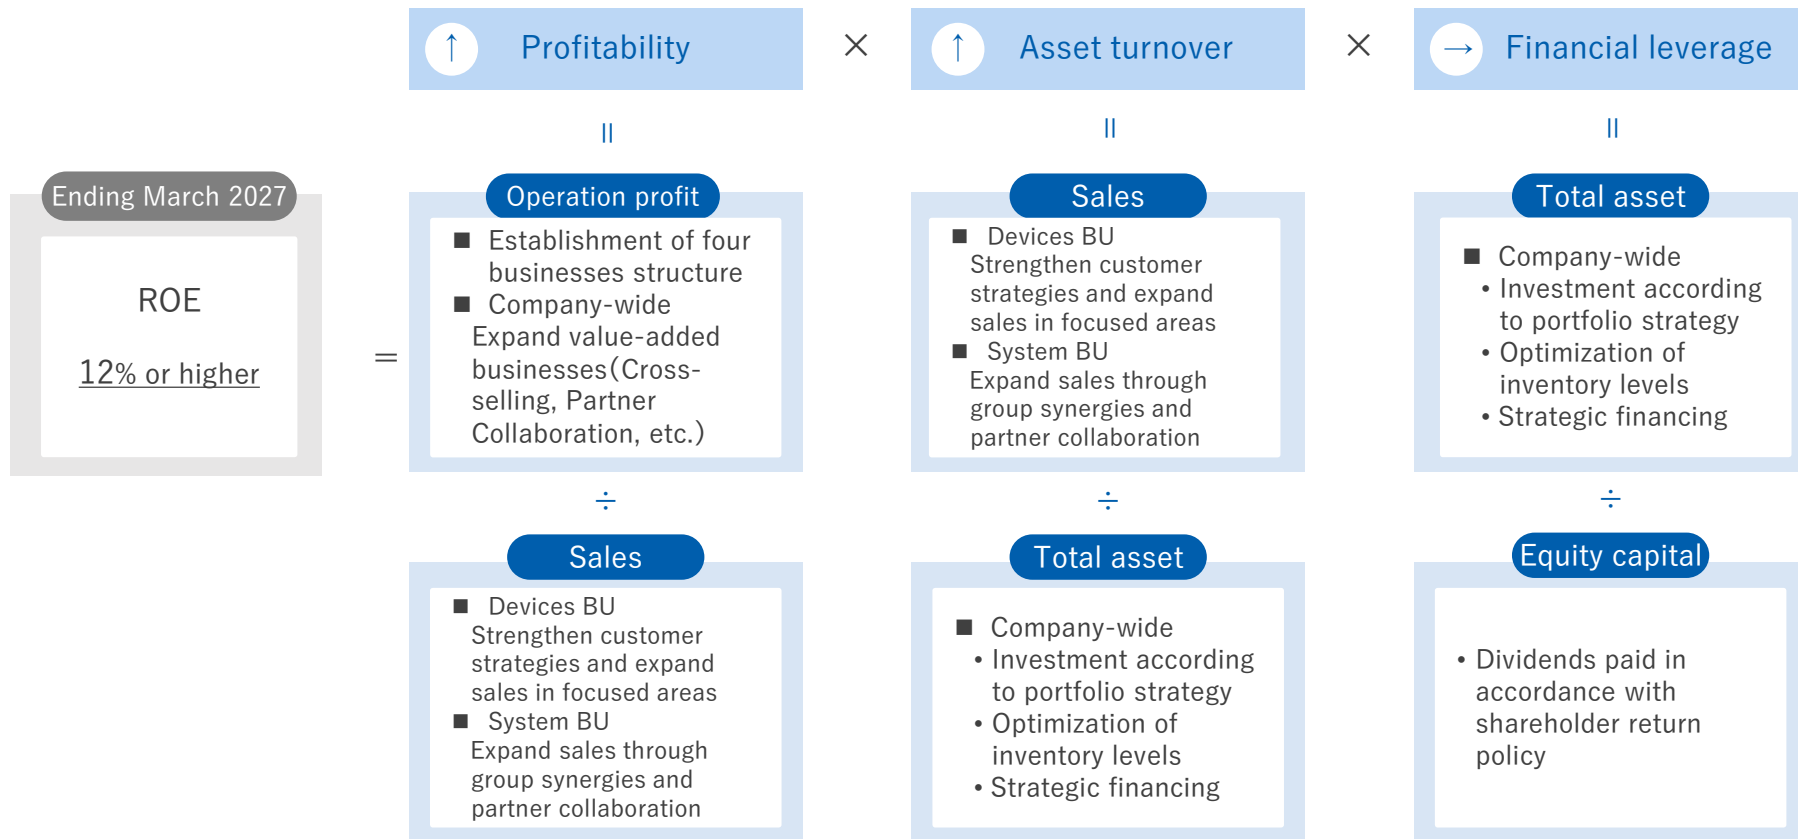 ↑ Profitability × ↑ Asset turnover × → Financial leverage
= = =
Ending March 2027
ROE
12% or higher
=
Operation profit
■ Establishment of four
businesses structure
■ Company-wide
Expand value-added
businesses(Cross-
selling, Partner
Collaboration, etc.)
÷
Sales
■ Devices BU
Strengthen customer
strategies and expand
sales in focused areas
■ System BU
Expand sales through
group synergies and
partner collaboration
Sales
■ Devices BU
Strengthen customer
strategies and expand
sales in focused areas
■ System BU
Expand sales through
group synergies and
partner collaboration
÷
Total asset
■ Company-wide
• Investment according
to portfolio strategy
• Optimization of
inventory levels
• Strategic financing
Total asset
■ Company-wide
• Investment according
to portfolio strategy
• Optimization of
inventory levels
• Strategic financing
÷
Equity capital
• Dividends paid in
accordance with
shareholder return
policy